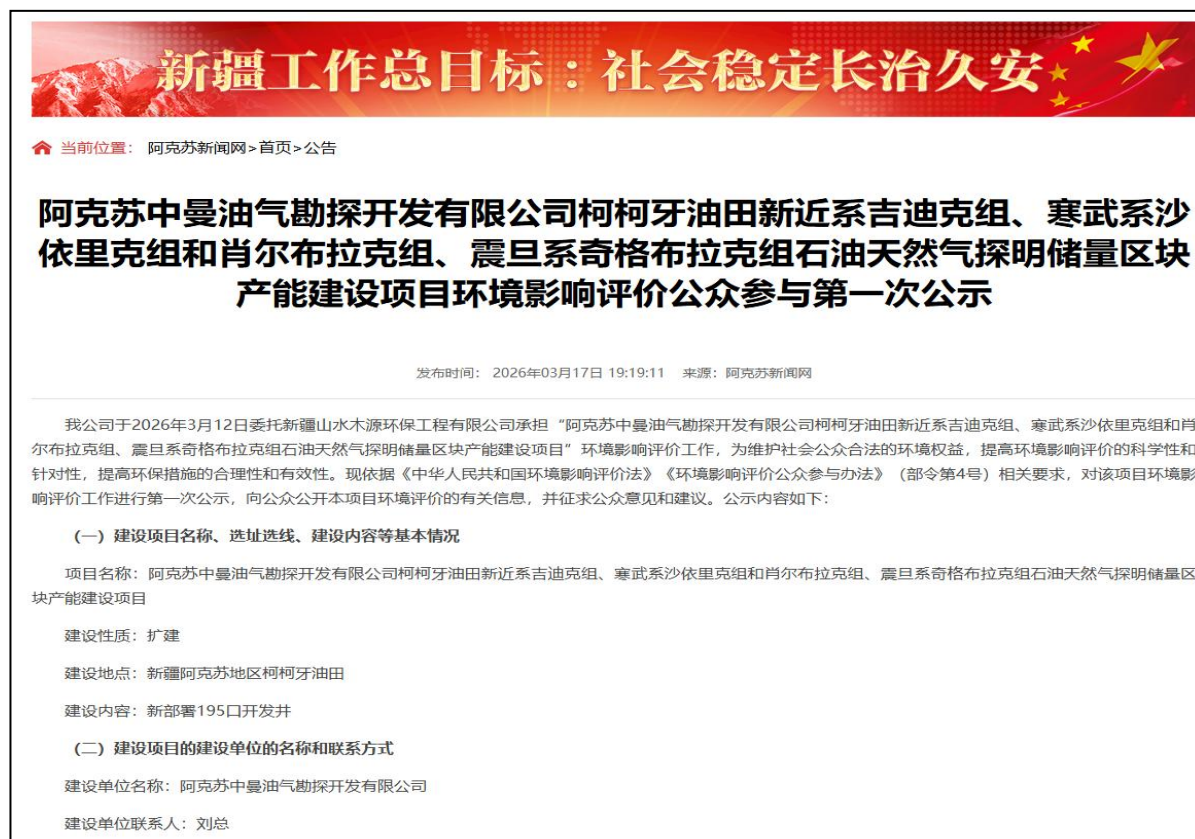 新疆工作总目标：社会稳定长治久安
当前位置： 阿克苏新闻网>首页>公告
阿克苏中曼油气勘探开发有限公司柯柯牙油田新近系吉迪克组、寒武系沙
依里克组和肖尔布拉克组、震旦系奇格布拉克组石油天然气探明储量区块
产能建设项目环境影响评价公众参与第一次公示
发布时间： 2026年03月17日 19:19:11 来源：阿克苏新闻网
我公司于2026年3月12日委托新疆山水木源环保工程有限公司承担“阿克苏中曼油气勘探开发有限公司柯柯牙油田新近系吉迪克组、寒武系沙依里克组和肖
尔布拉克组、震旦系奇格布拉克组石油天然气探明储量区块产能建设项目”环境影响评价工作，为维护社会公众合法的环境权益，提高环境影响评价的科学性和
针对性，提高环保措施的合理性和有效性。现依据《中华人民共和国环境影响评价法》《环境影响评价公众参与办法》（部令第4号）相关要求，对该项目环境影
响评价工作进行第一次公示，向公众公开本项目环境评价的有关信息，并征求公众意见和建议。公示内容如下：
（一）建设项目名称、选址选线、建设内容等基本情况
项目名称：阿克苏中曼油气勘探开发有限公司柯柯牙油田新近系吉迪克组、寒武系沙依里克组和肖尔布拉克组、震旦系奇格布拉克组石油天然气探明储量区
块产能建设项目
建设性质：扩建
建设地点：新疆阿克苏地区柯柯牙油田
建设内容：新部署195口开发井
（二）建设项目的建设单位的名称和联系方式
建设单位名称：阿克苏中曼油气勘探开发有限公司
建设单位联系人：刘总